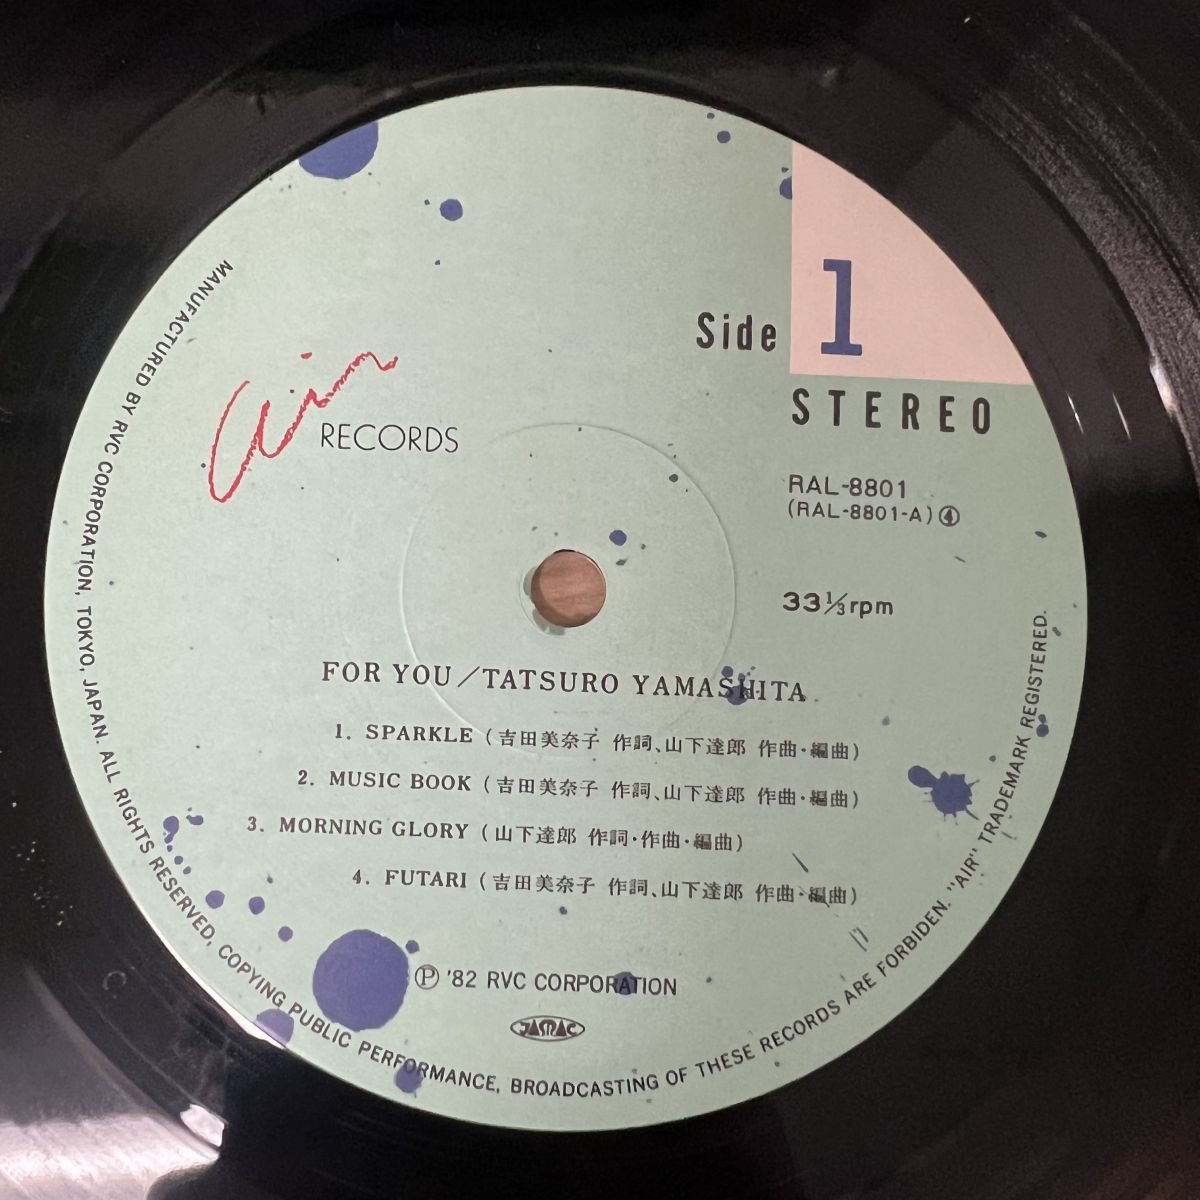 Side 1
STEREO
Air
RECORDS
RAL-8801
(RAL-8801-A) ④
33⅓rpm
FOR YOU／TATSURO YAMASHITA
1. SPARKLE (吉田美奈子 作詞、山下達郎 作曲・編曲)
2. MUSIC BOOK (吉田美奈子 作詞、山下達郎 作曲・編曲)
3. MORNING GLORY (山下達郎 作詞・作曲・編曲)
4. FUTARI (吉田美奈子 作詞、山下達郎 作曲・編曲)
Ⓟ '82 RVC CORPORATION
JASRAC
MANUFACTURED BY RVC CORPORATION, TOKYO, JAPAN. ALL RIGHTS RESERVED, COPYING PUBLIC PERFORMANCE, BROADCASTING OF THESE RECORDS ARE FORBIDEN. "AIR" TRADEMARK REGISTERED.